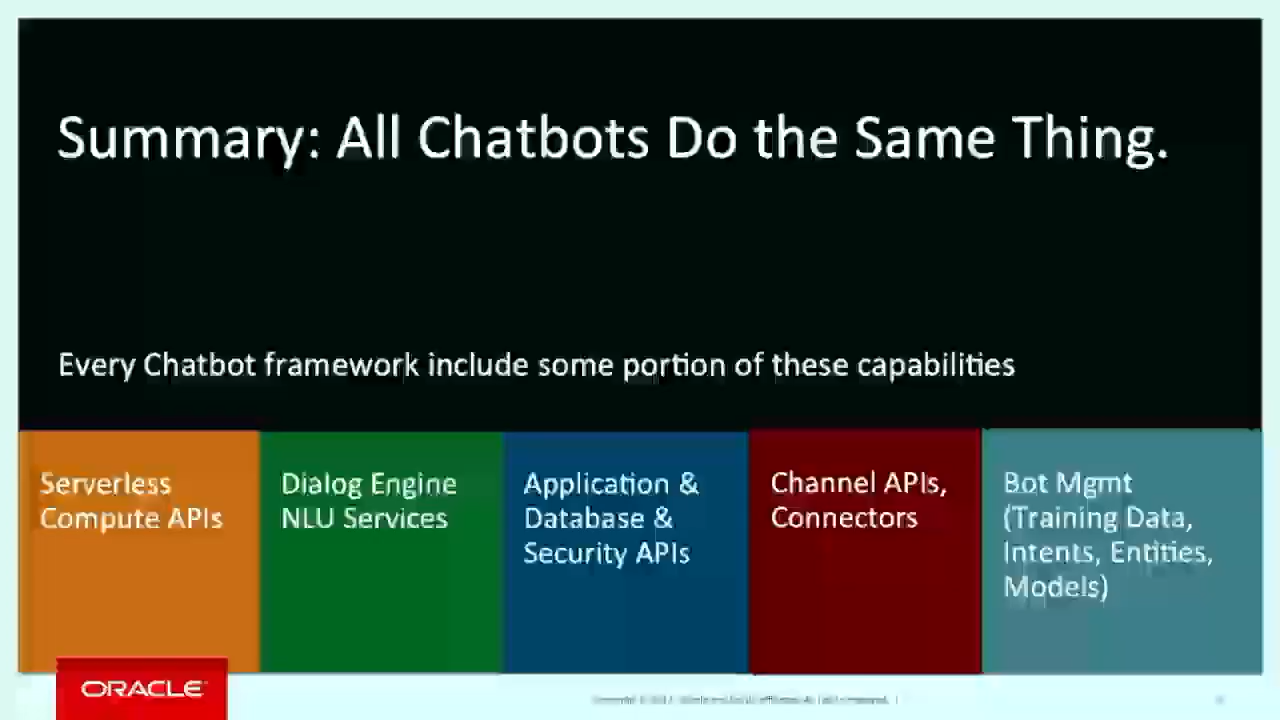 Summary: All Chatbots Do the Same Thing.
Every Chatbot framework include some portion of these capabilities
Serverless
Compute APIs
Dialog Engine
NLU Services
Application &
Database &
Security APIs
Channel APIs,
Connectors
Bot Mgmt
(Training Data,
Intents, Entities,
Models)
ORACLE